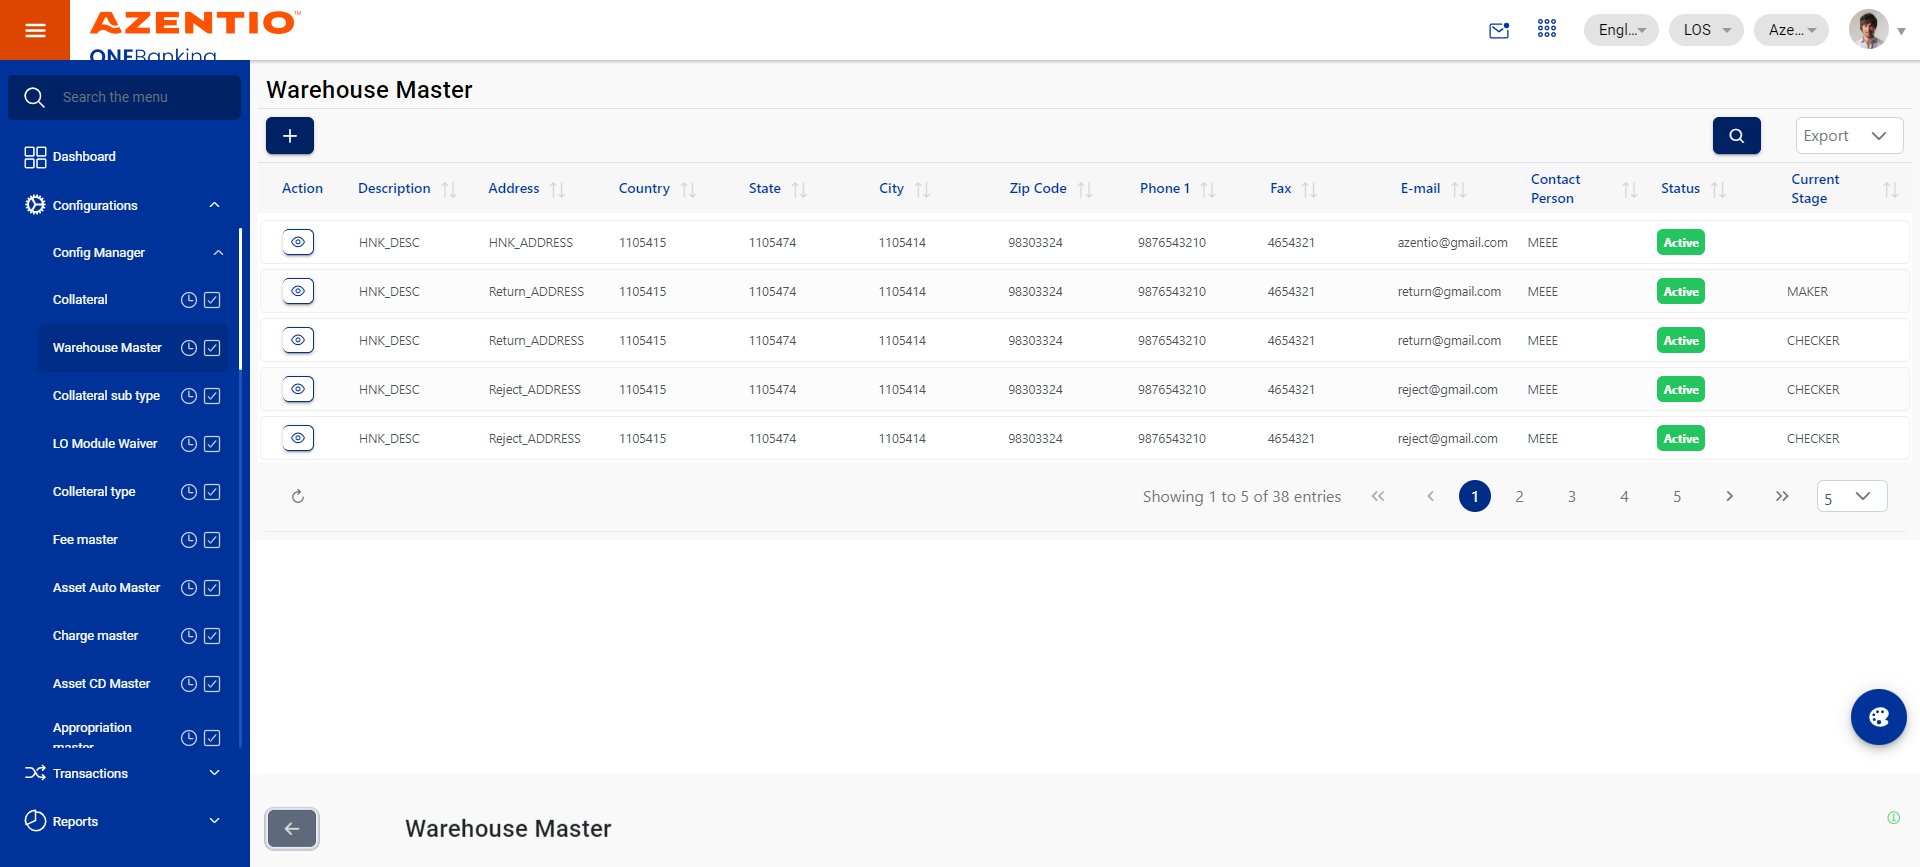 AZENTIO™
ONEBanking
Engl...
LOS
Aze...
Search the menu
Dashboard
Configurations
Config Manager
Collateral
Warehouse Master
Collateral sub type
LO Module Waiver
Colleteral type
Fee master
Asset Auto Master
Charge master
Asset CD Master
Appropriation
master
Transactions
Reports
Warehouse Master
+
Export
Action Description Address Country State City Zip Code Phone 1 Fax E-mail Contact Person Status Current Stage
HNK_DESC HNK_ADDRESS 1105415 1105474 1105414 98303324 9876543210 4654321 azentio@gmail.com MEEE Active
HNK_DESC Return_ADDRESS 1105415 1105474 1105414 98303324 9876543210 4654321 return@gmail.com MEEE Active MAKER
HNK_DESC Return_ADDRESS 1105415 1105474 1105414 98303324 9876543210 4654321 return@gmail.com MEEE Active CHECKER
HNK_DESC Reject_ADDRESS 1105415 1105474 1105414 98303324 9876543210 4654321 reject@gmail.com MEEE Active CHECKER
HNK_DESC Reject_ADDRESS 1105415 1105474 1105414 98303324 9876543210 4654321 reject@gmail.com MEEE Active CHECKER
Showing 1 to 5 of 38 entries 1 2 3 4 5 5
Warehouse Master